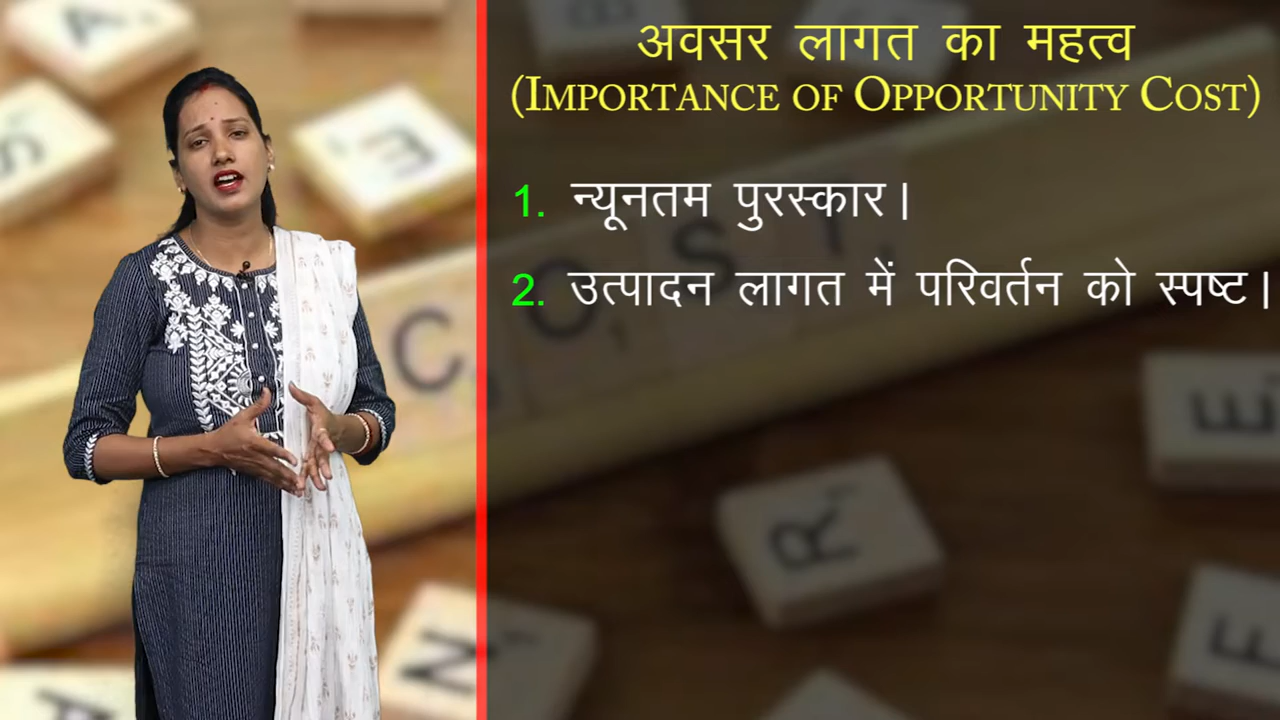 अवसर लागत का महत्व
(IMPORTANCE OF OPPORTUNITY COST)
1. न्यूनतम पुरस्कार।
2. उत्पादन लागत में परिवर्तन को स्पष्ट।
A
S
E
B
C O S T
E
R
N
F